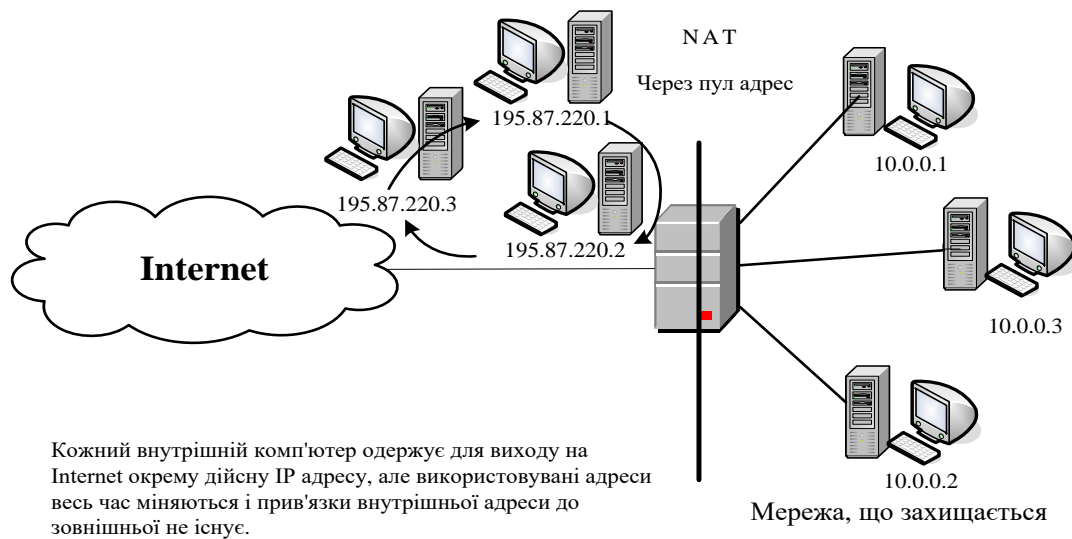 N A T
Через пул адрес
195.87.220.1
195.87.220.3
195.87.220.2
Internet
10.0.0.1
10.0.0.3
10.0.0.2
Мережа, що захищається
Кожний внутрішній комп'ютер одержує для виходу на
Internet окрему дійсну IP адресу, але використовувані адреси
весь час міняються і прив'язки внутрішньої адреси до
зовнішньої не існує.